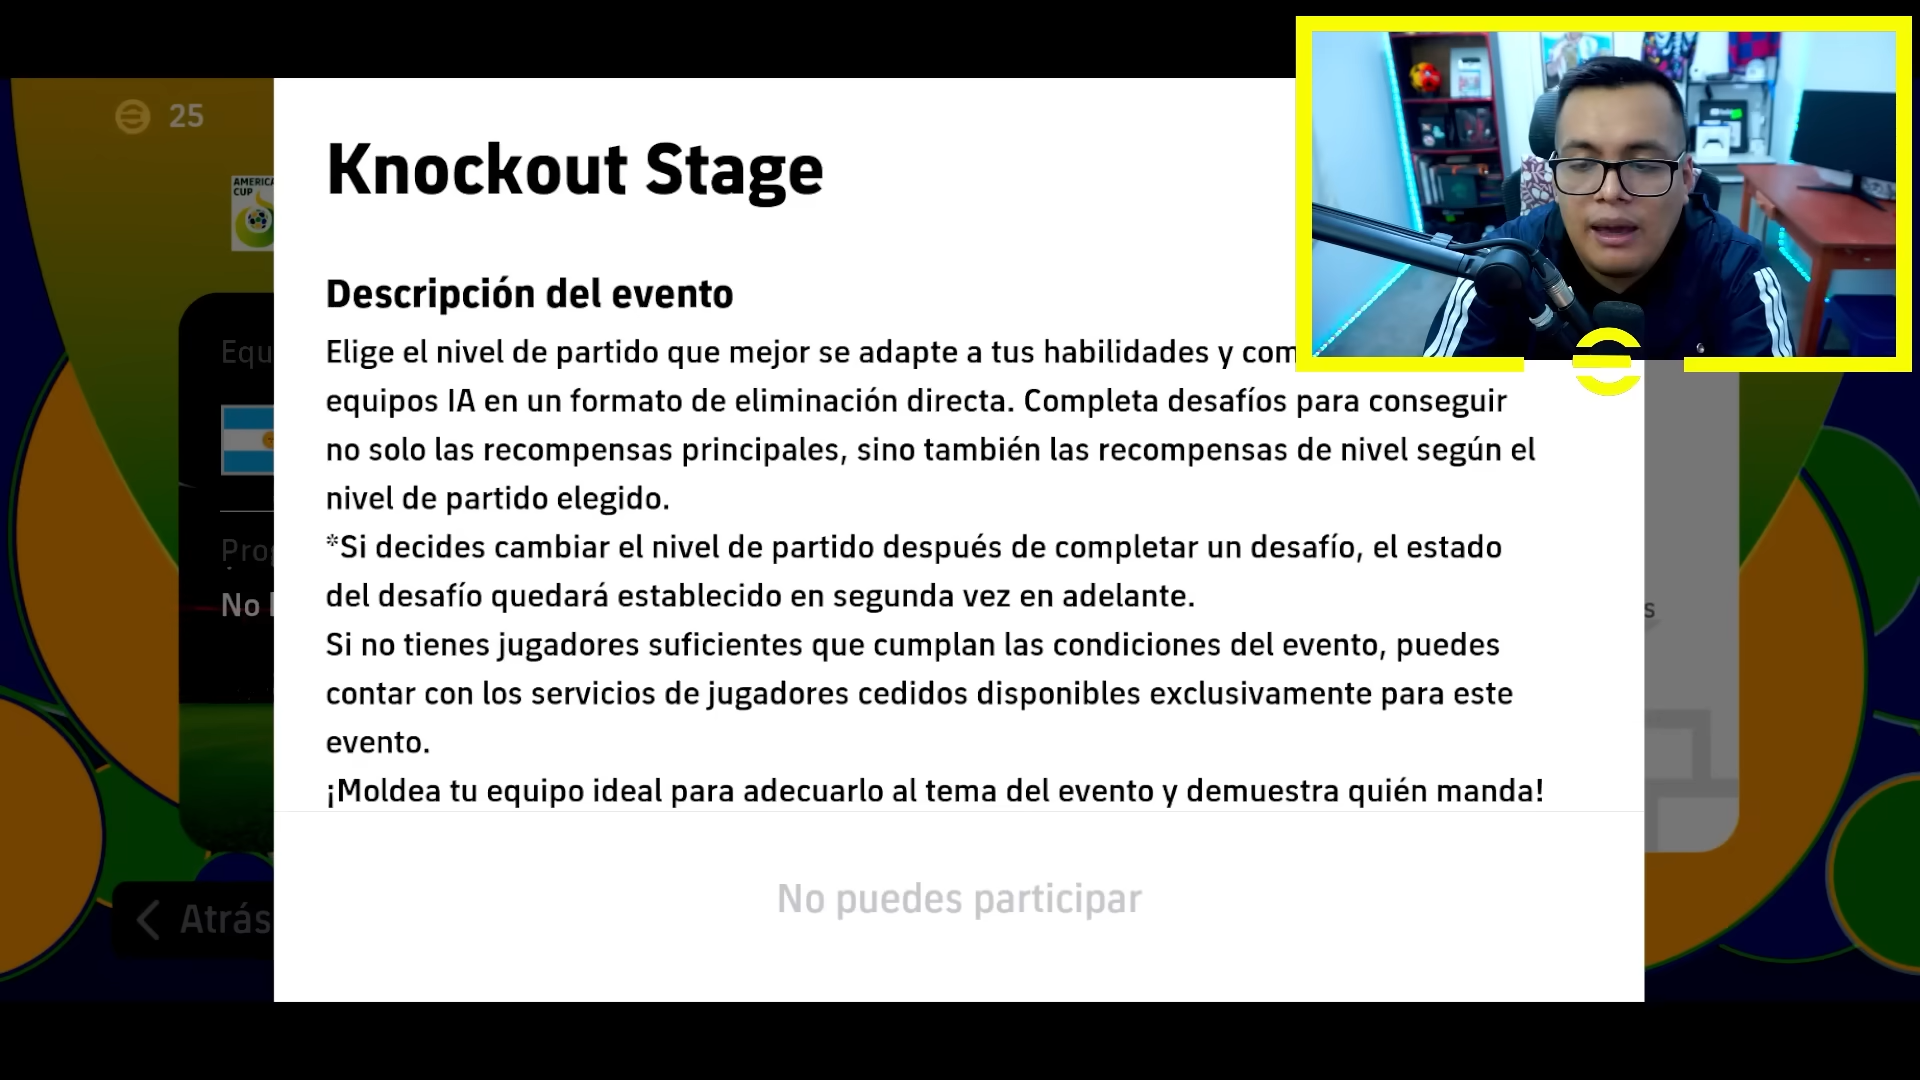 25
AMERICA
CUP
Knockout Stage
Descripción del evento
Elige el nivel de partido que mejor se adapte a tus habilidades y
equipos IA en un formato de eliminación directa. Completa desafíos para conseguir
no solo las recompensas principales, sino también las recompensas de nivel según el
nivel de partido elegido.
*Si decides cambiar el nivel de partido después de completar un desafío, el estado
del desafío quedará establecido en segunda vez en adelante.
Si no tienes jugadores suficientes que cumplan las condiciones del evento, puedes
contar con los servicios de jugadores cedidos disponibles exclusivamente para este
evento.
¡Moldea tu equipo ideal para adecuarlo al tema del evento y demuestra quién manda!
No
No puedes participar
Atrás